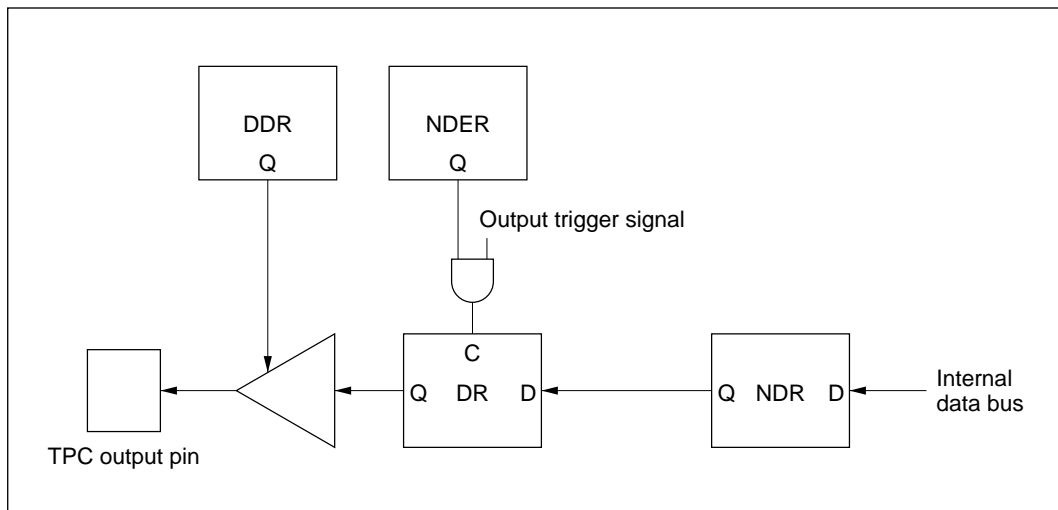 DDR
Q
NDER
Q
Output trigger signal
C
Q DR D
Q NDR D
Internal
data bus
TPC output pin